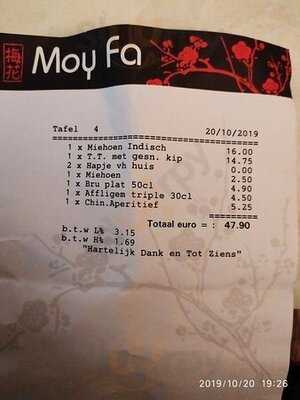 梅花
Moy Fa
Tafel 4 20/10/2019
1 x Miehoen Indisch 16.00
1 x T.T. met gesn. kip 14.75
2 x Hapje vh huis 0.00
1 x Miehoen 2.50
1 x Bru plat 50cl 4.90
1 x Affligem triple 30cl 4.50
1 x Chin.Aperitief 5.25
Totaal euro = : 47.90
b.t.w L% 3.15
b.t.w H% 1.69
"Hartelijk Dank en Tot Ziens"
2019/10/20 19:26